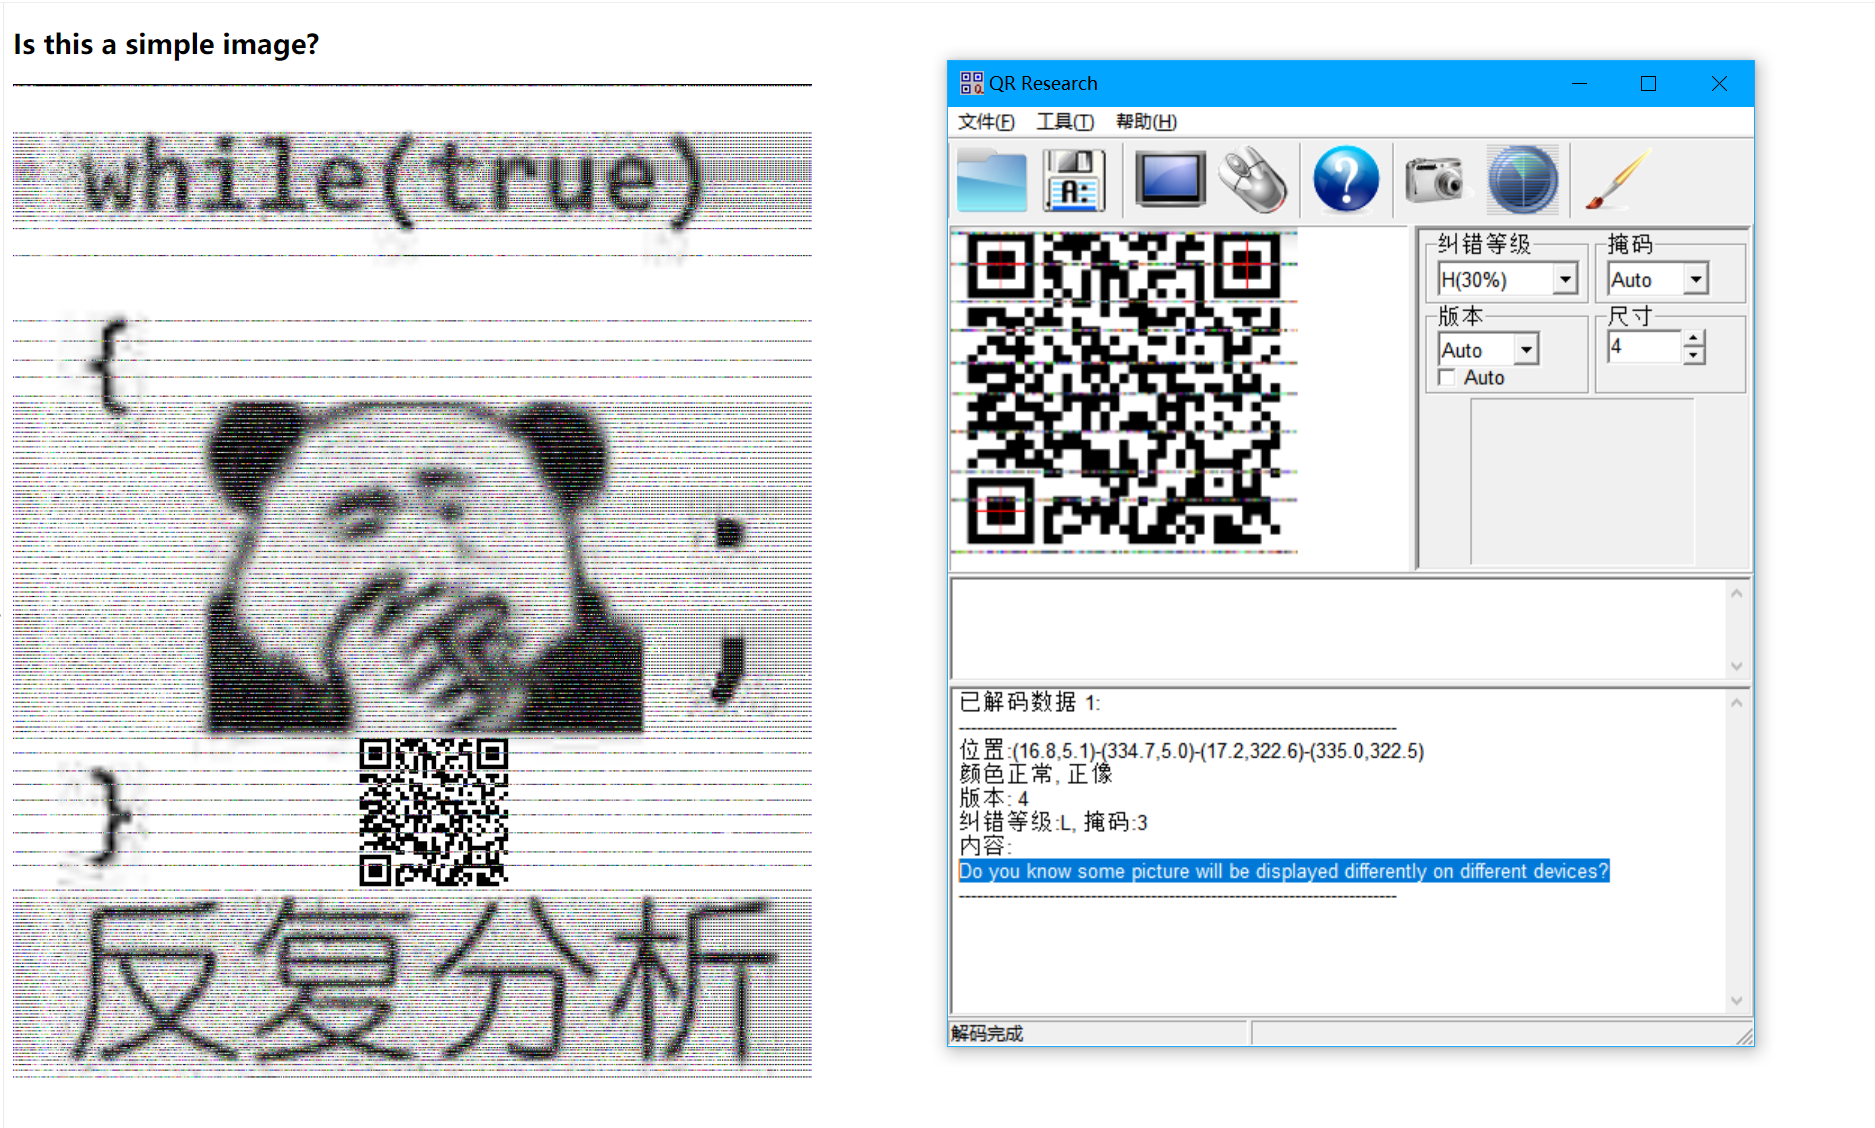 Is this a simple image?
while(true)
{
:
;
}
反复分析
QR Research
文件(F) 工具(T) 帮助(H)
A:
纠错等级 掩码
H(30%) Auto
版本 尺寸
Auto 4
Auto
已解码数据 1:
位置:(16.8,5.1)-(334.7,5.0)-(17.2,322.6)-(335.0,322.5)
颜色正常, 正像
版本: 4
纠错等级:L, 掩码:3
内容:
Do you know some picture will be displayed differently on different devices?
解码完成